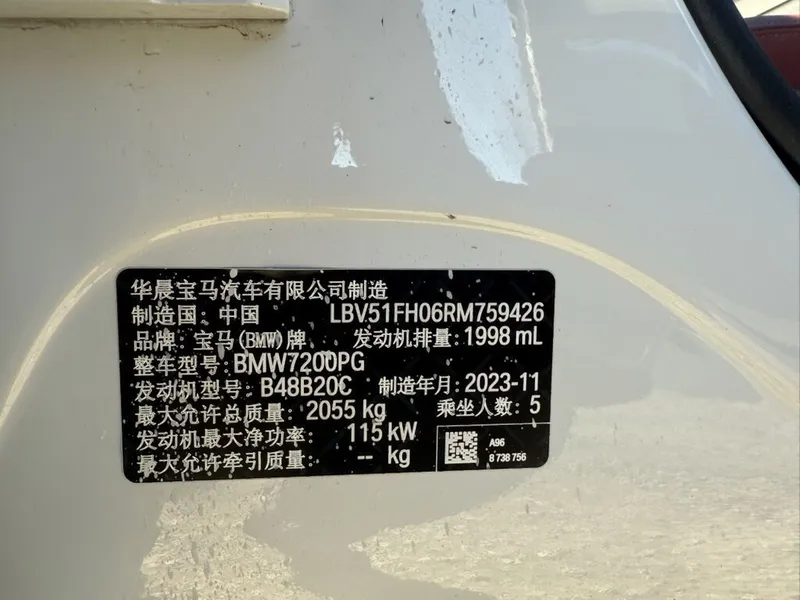 华晨宝马汽车有限公司制造
制造国: 中国 LBV51FH06RM759426
品牌: 宝马(BMW)牌 发动机排量: 1998 mL
整车型号: BMW7200PG
发动机型号: B48B20C 制造年月: 2023-11
最大允许总质量: 2055 kg 乘坐人数: 5
发动机最大净功率: 115 kW
最大允许牵引质量: -- kg
A96
8 738 756